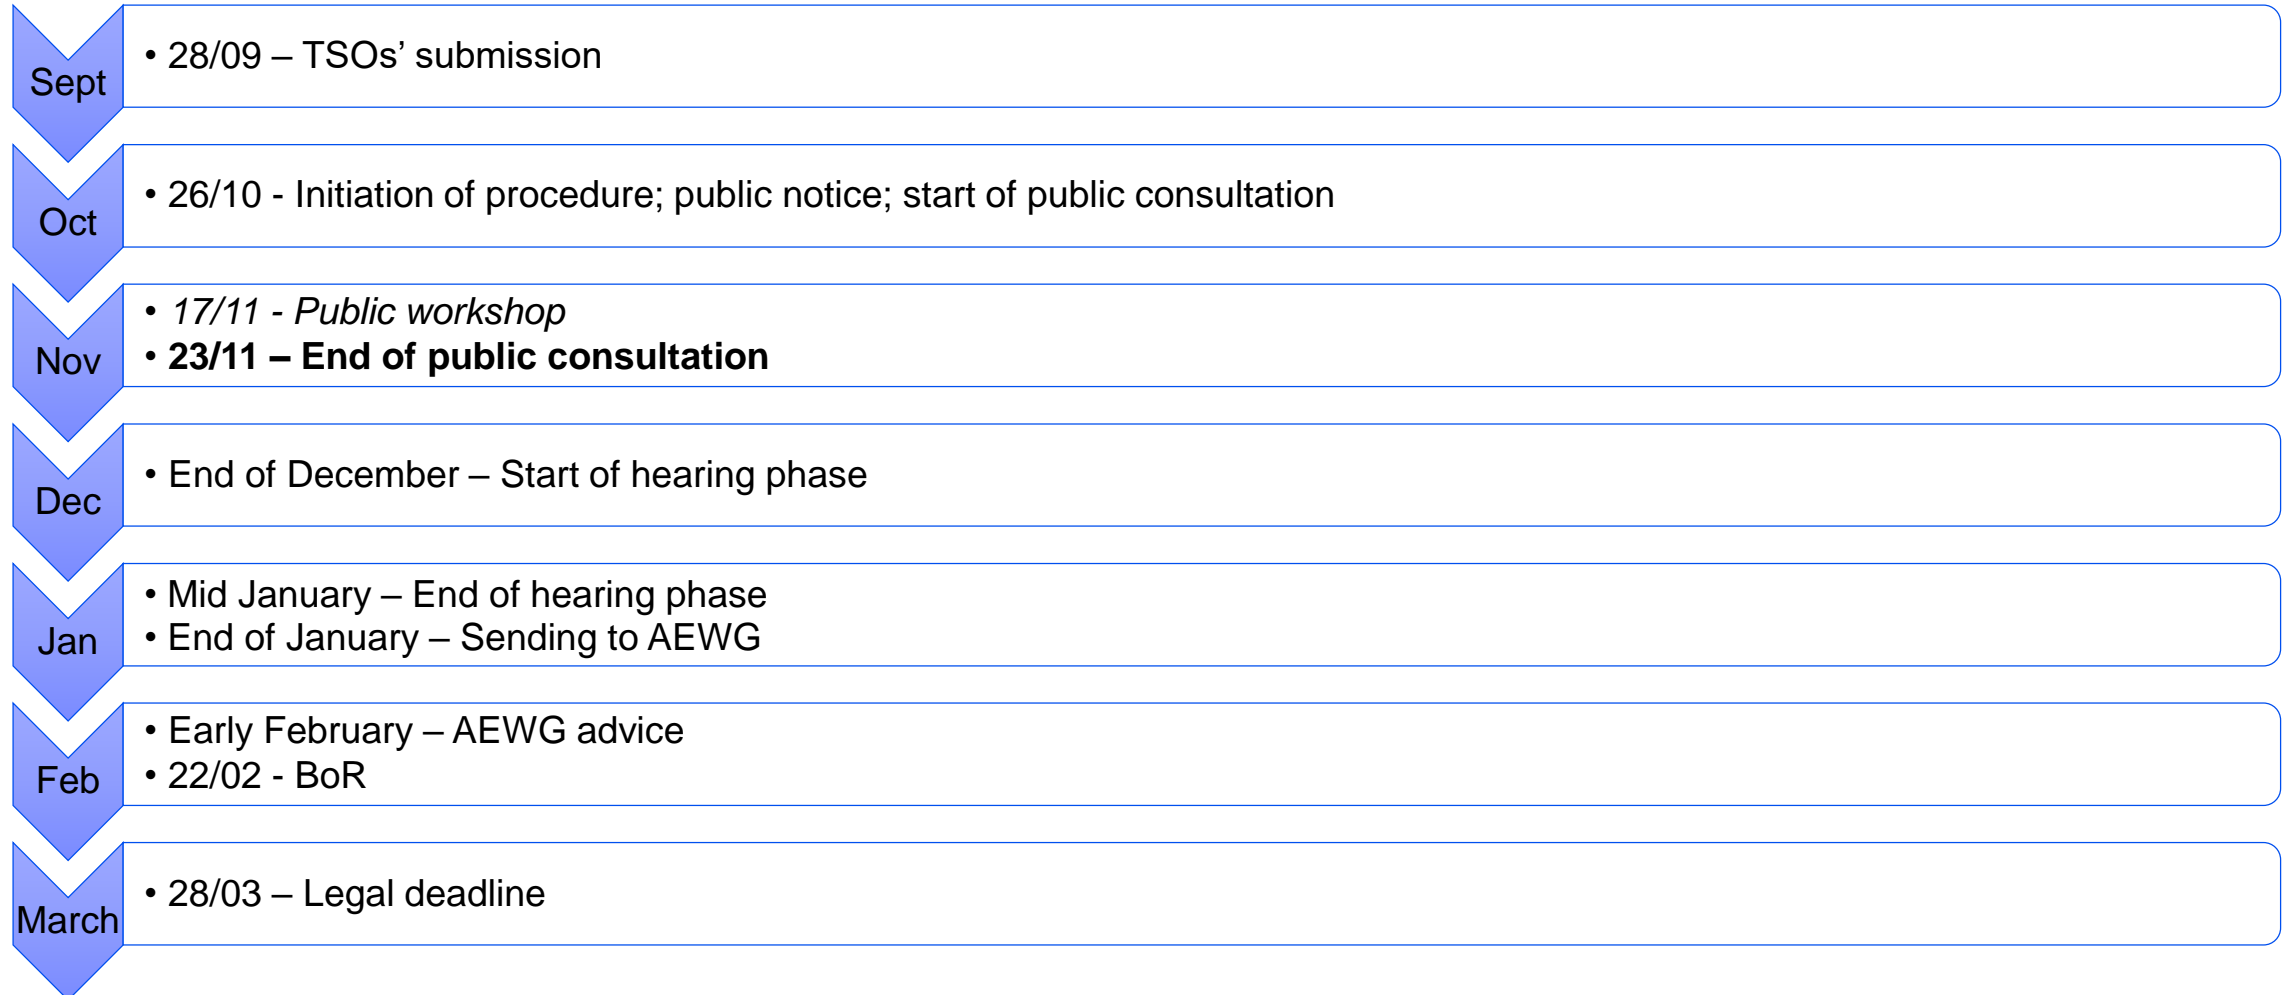 Sept
• 28/09 – TSOs’ submission
Oct
• 26/10 - Initiation of procedure; public notice; start of public consultation
Nov
• 17/11 - Public workshop
• 23/11 – End of public consultation
Dec
• End of December – Start of hearing phase
Jan
• Mid January – End of hearing phase
• End of January – Sending to AEWG
Feb
• Early February – AEWG advice
• 22/02 - BoR
March
• 28/03 – Legal deadline